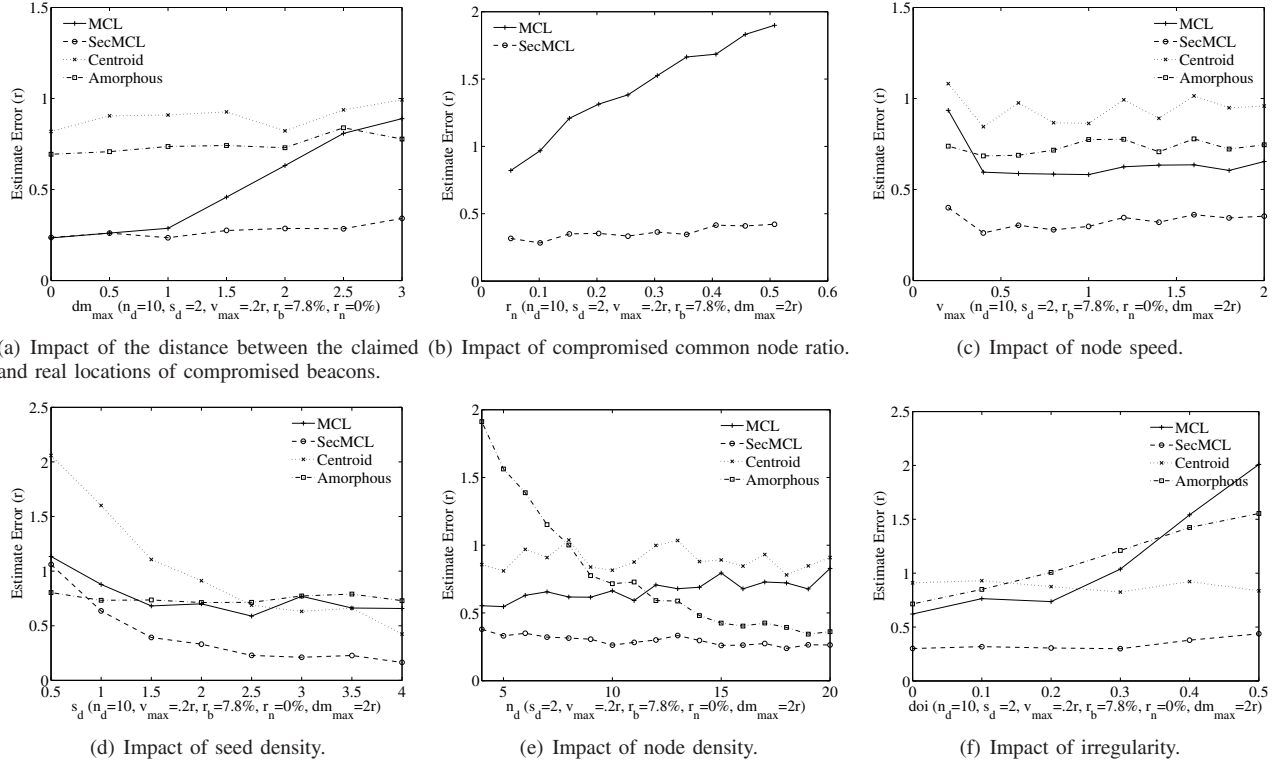 1.5
1
0.5
0
Estimate Error (r)
MCL
SecMCL
Centroid
Amorphous
0 0.5 1 1.5 2 2.5 3
dm_max (n_d=10, s_d=2, v_max=.2r, r_b=7.8%, r_n=0%)
2
1.5
1
0.5
0
Estimate Error (r)
MCL
SecMCL
0 0.1 0.2 0.3 0.4 0.5 0.6
r_n (n_d=10, s_d=2, v_max=.2r, r_b=7.8%, dm_max=2r)
1.5
1
0.5
0
Estimate Error (r)
MCL
SecMCL
Centroid
Amorphous
0 0.5 1 1.5 2
v_max (n_d=10, s_d=2, r_b=7.8%, r_n=0%, dm_max=2r)
(a) Impact of the distance between the claimed
and real locations of compromised beacons.
(b) Impact of compromised common node ratio.
(c) Impact of node speed.
2.5
2
1.5
1
0.5
0
Estimate Error (r)
MCL
SecMCL
Centroid
Amorphous
0.5 1 1.5 2 2.5 3 3.5 4
s_d (n_d=10, v_max=.2r, r_b=7.8%, r_n=0%, dm_max=2r)
2
1.5
1
0.5
0
Estimate Error (r)
MCL
SecMCL
Centroid
Amorphous
5 10 15 20
n_d (s_d=2, v_max=.2r, r_b=7.8%, r_n=0%, dm_max=2r)
2.5
2
1.5
1
0.5
0
Estimate Error (r)
MCL
SecMCL
Centroid
Amorphous
0 0.1 0.2 0.3 0.4 0.5
doi (n_d=10, s_d=2, v_max=.2r, r_b=7.8%, r_n=0%, dm_max=2r)
(d) Impact of seed density.
(e) Impact of node density.
(f) Impact of irregularity.